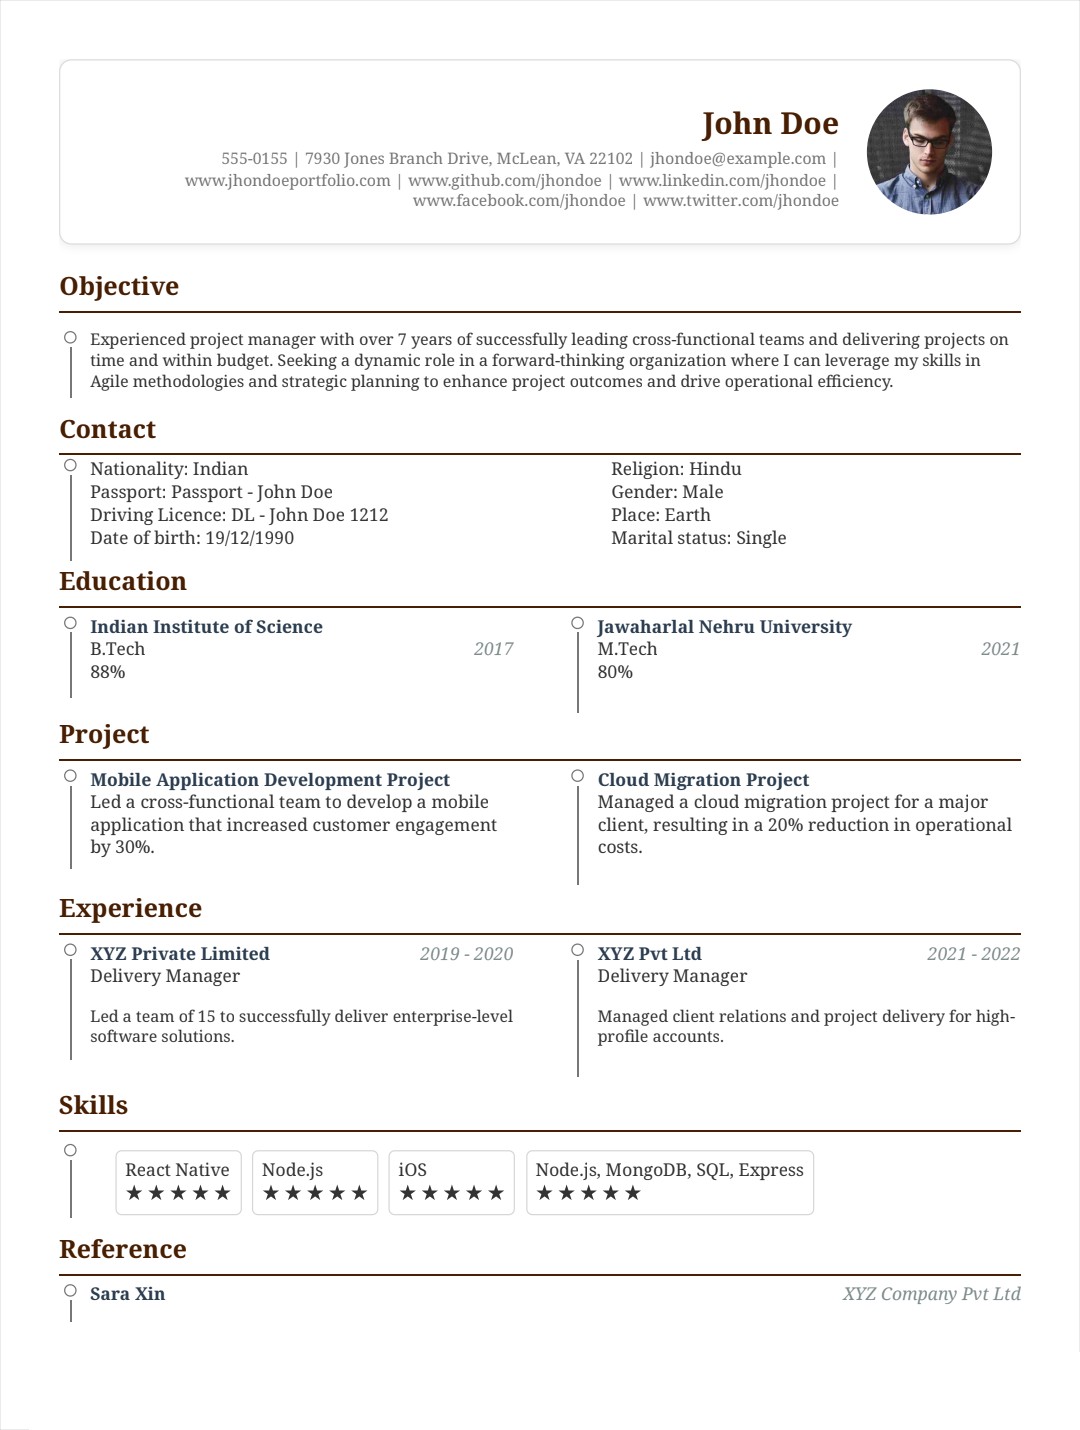 John Doe
555-0155 | 7930 Jones Branch Drive, McLean, VA 22102 | jhondoe@example.com |
www.jhondoeportfolio.com | www.github.com/jhondoe | www.linkedin.com/jhondoe |
www.facebook.com/jhondoe | www.twitter.com/jhondoe
Objective
Experienced project manager with over 7 years of successfully leading cross-functional teams and delivering projects on
time and within budget. Seeking a dynamic role in a forward-thinking organization where I can leverage my skills in
Agile methodologies and strategic planning to enhance project outcomes and drive operational efficiency.
Contact
Nationality: Indian
Passport: Passport - John Doe
Driving Licence: DL - John Doe 1212
Date of birth: 19/12/1990
Religion: Hindu
Gender: Male
Place: Earth
Marital status: Single
Education
Indian Institute of Science
B.Tech 2017
88%
Jawaharlal Nehru University
M.Tech 2021
80%
Project
Mobile Application Development Project
Led a cross-functional team to develop a mobile
application that increased customer engagement
by 30%.
Cloud Migration Project
Managed a cloud migration project for a major
client, resulting in a 20% reduction in operational
costs.
Experience
XYZ Private Limited 2019 - 2020
Delivery Manager
Led a team of 15 to successfully deliver enterprise-level
software solutions.
XYZ Pvt Ltd 2021 - 2022
Delivery Manager
Managed client relations and project delivery for high-
profile accounts.
Skills
React Native
★★★★★
Node.js
★★★★★
iOS
★★★★★
Node.js, MongoDB, SQL, Express
★★★★★
Reference
Sara Xin XYZ Company Pvt Ltd